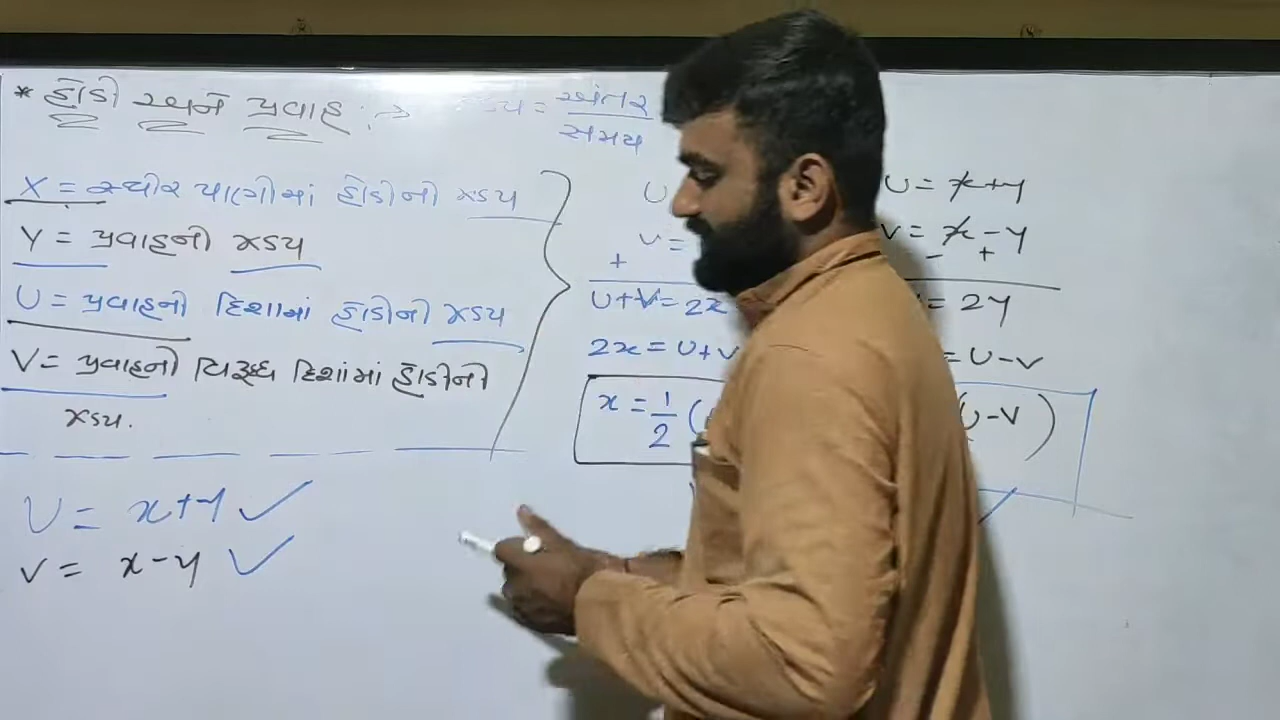 * હોડી અને પ્રવાહ :→
ઝડપ = અંતર / સમય
X = સ્થીર પાણીમાં હોડીની ઝડપ
Y = પ્રવાહની ઝડપ
U = પ્રવાહની દિશામાં હોડીની ઝડપ
V = પ્રવાહની વિરૂદ્ધ દિશામાં હોડીની
ઝડપ.
U = x+y ✓
V = x-y ✓
U
V =
+
U+V = 2x
2x = U+V
x = 1/2 (
U = x+y
V = x-y
- +
= 2y
= U-V
U-V )